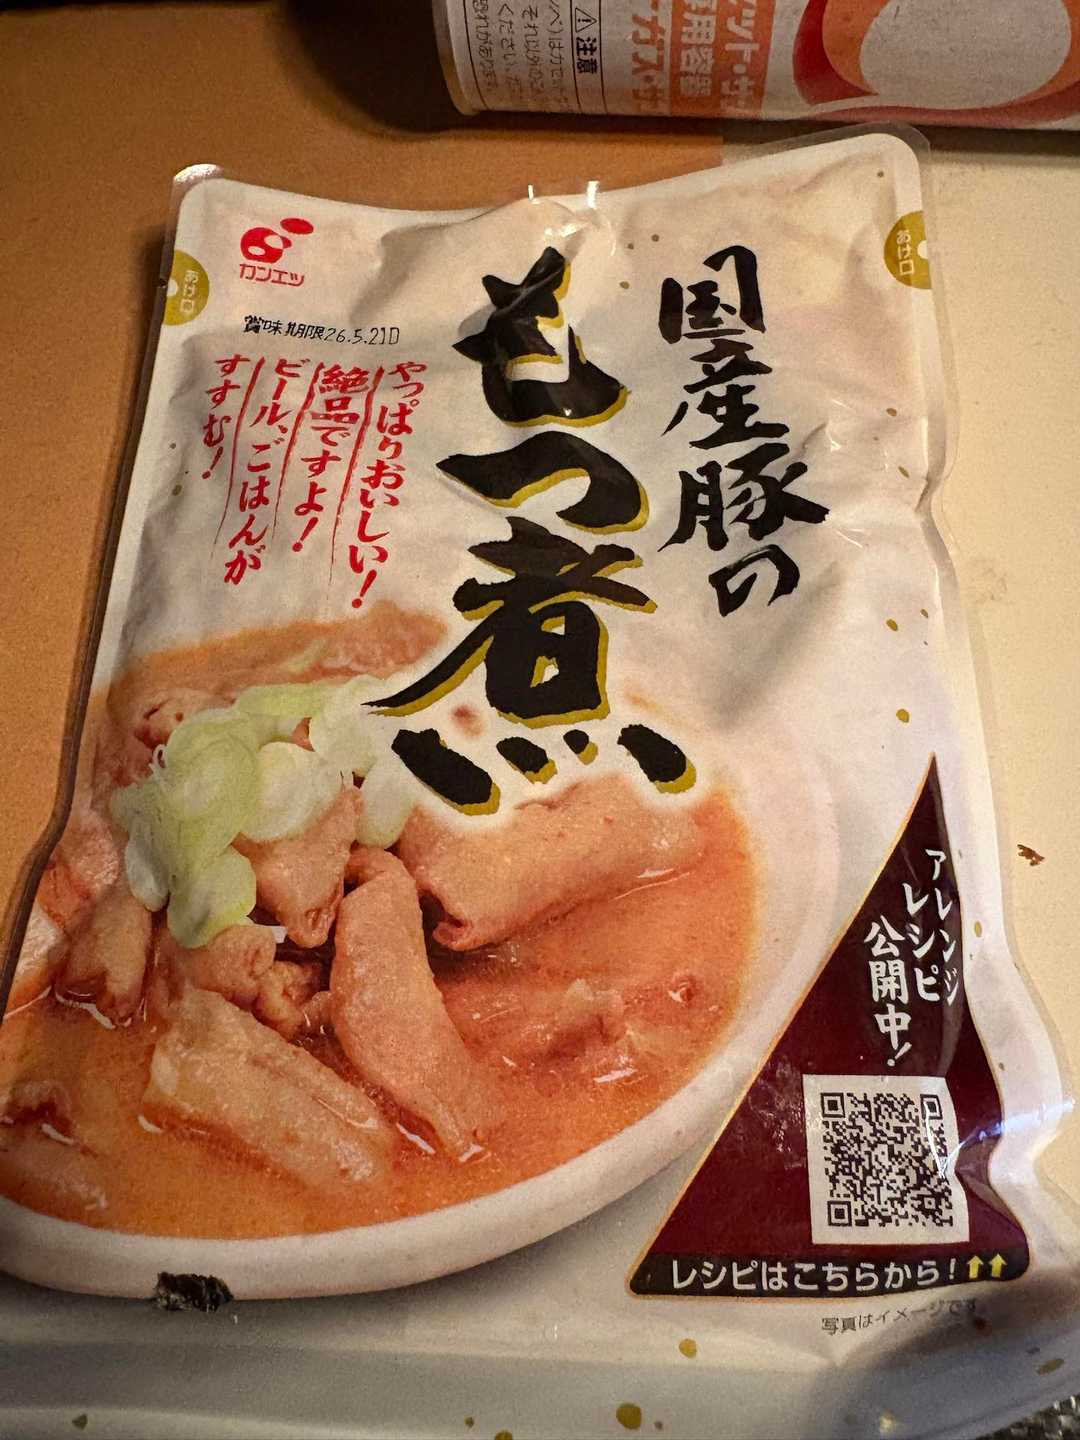 ⚠注意
あけ口
あけ口
カンエツ
賞味期限26.5.21D
国産豚の
もつ煮
やっぱりおいしい！
絶品ですよ！
ビール、ごはんが
すすむ！
アレンジ
レシピ
公開中！
レシピはこちらから！
写真はイメージです